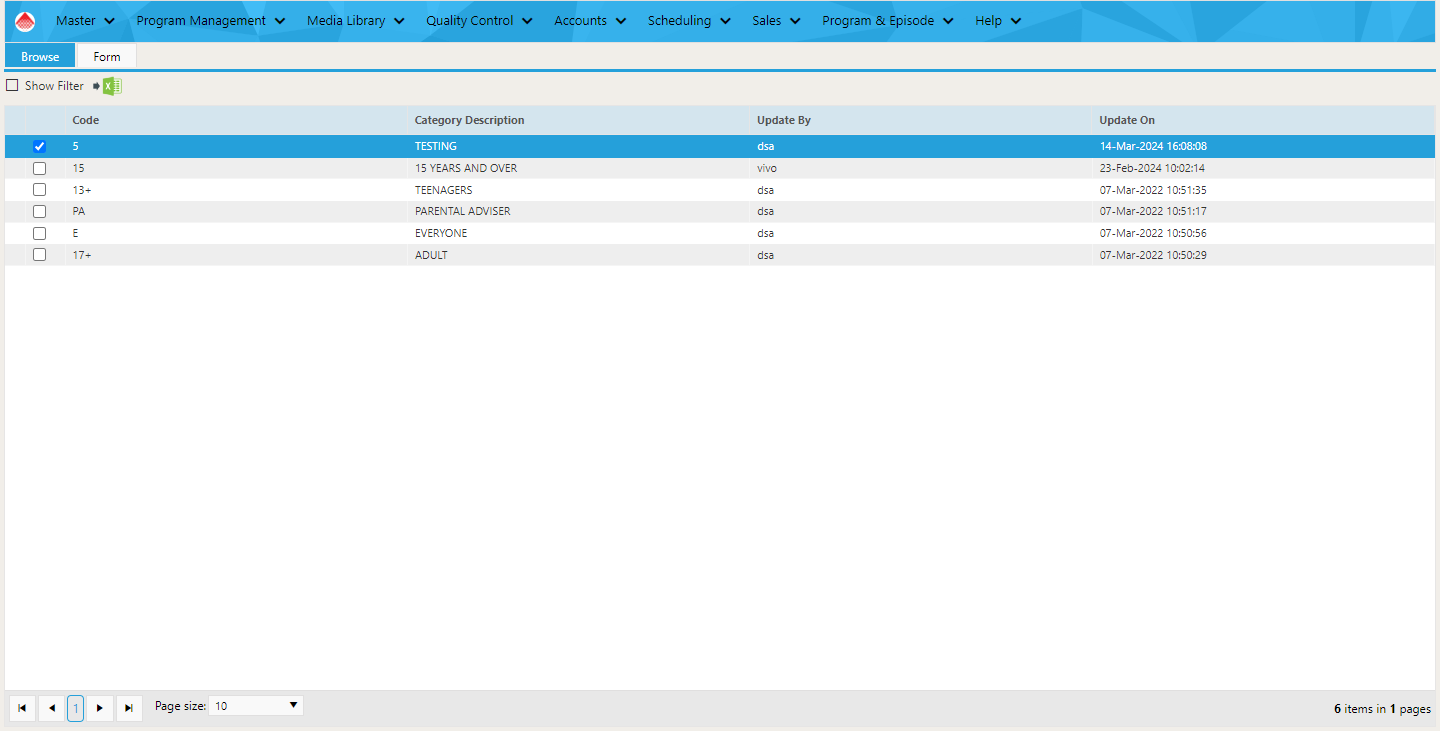 Master Program Management Media Library Quality Control Accounts Scheduling Sales Program & Episode Help
Browse Form
Show Filter
Code Category Description Update By Update On
5 TESTING dsa 14-Mar-2024 16:08:08
15 15 YEARS AND OVER vivo 23-Feb-2024 10:02:14
13+ TEENAGERS dsa 07-Mar-2022 10:51:35
PA PARENTAL ADVISER dsa 07-Mar-2022 10:51:17
E EVERYONE dsa 07-Mar-2022 10:50:56
17+ ADULT dsa 07-Mar-2022 10:50:29
1 Page size: 10 6 items in 1 pages